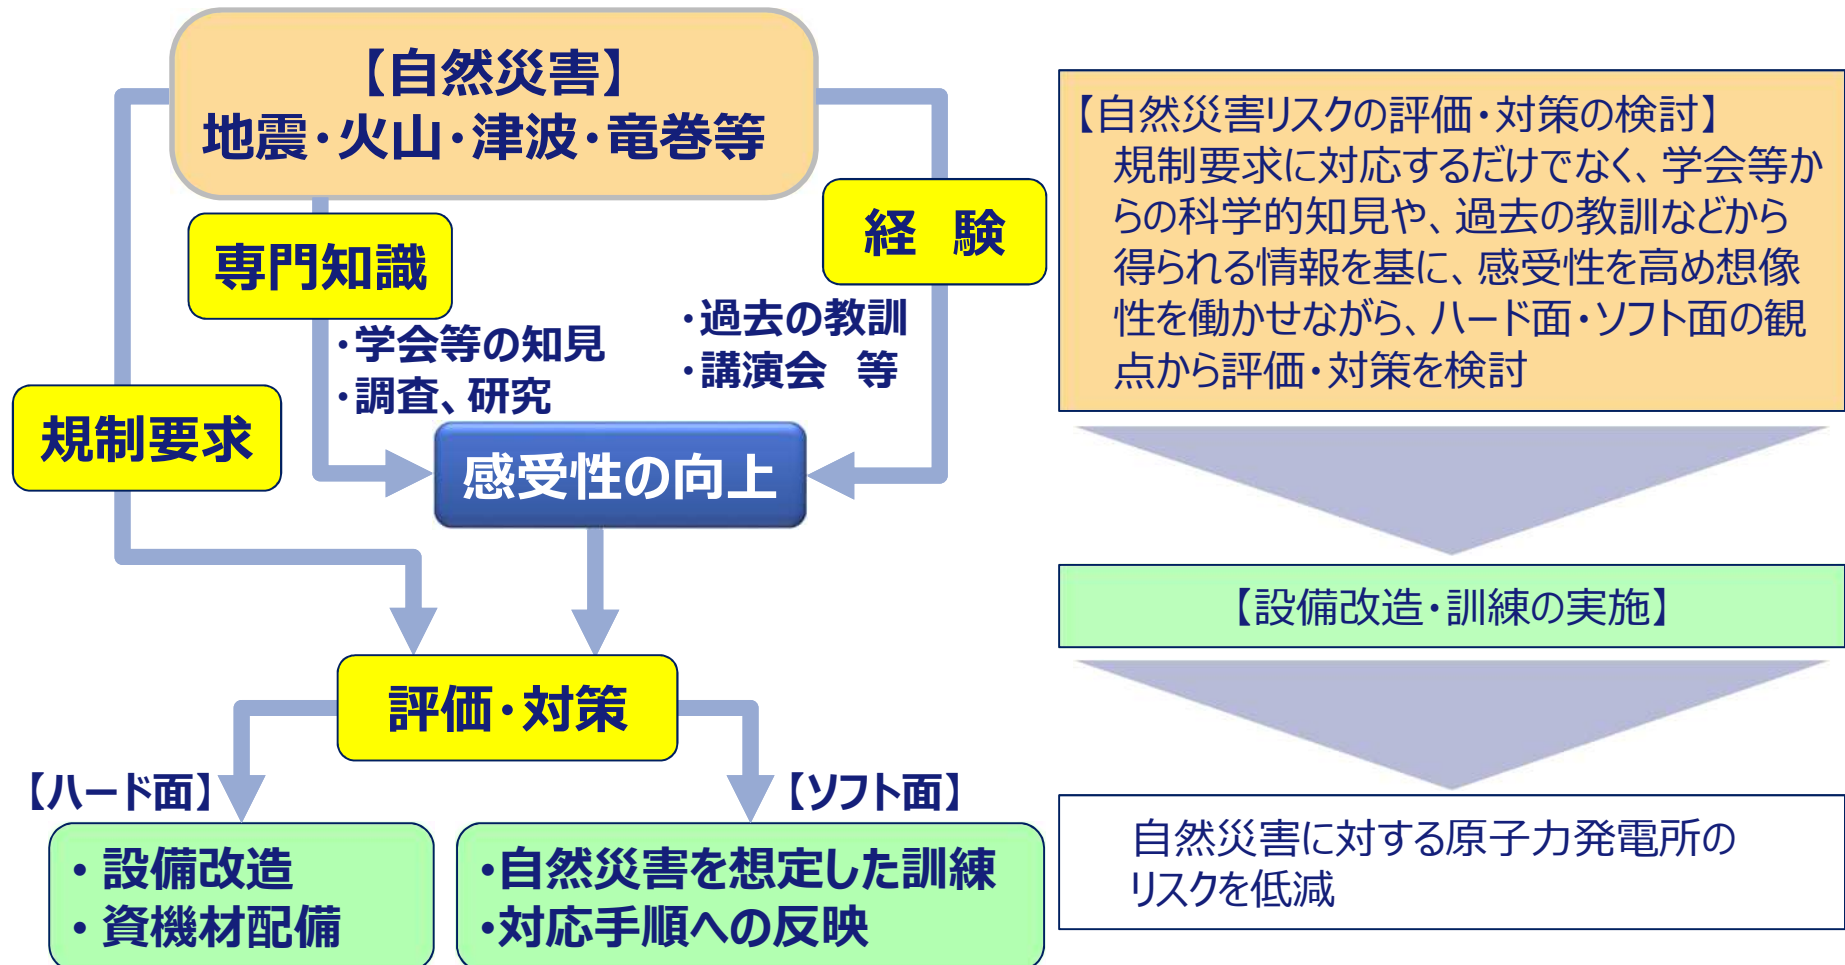 【自然災害】
地震・火山・津波・竜巻等
専門知識
経　験
・学会等の知見
・調査、研究
・過去の教訓
・講演会　等
規制要求
感受性の向上
評価・対策
【ハード面】
【ソフト面】
・設備改造
・資機材配備
・自然災害を想定した訓練
・対応手順への反映
【自然災害リスクの評価・対策の検討】
規制要求に対応するだけでなく、学会等か
らの科学的知見や、過去の教訓などから
得られる情報を基に、感受性を高め想像
性を働かせながら、ハード面・ソフト面の観
点から評価・対策を検討
【設備改造・訓練の実施】
自然災害に対する原子力発電所の
リスクを低減